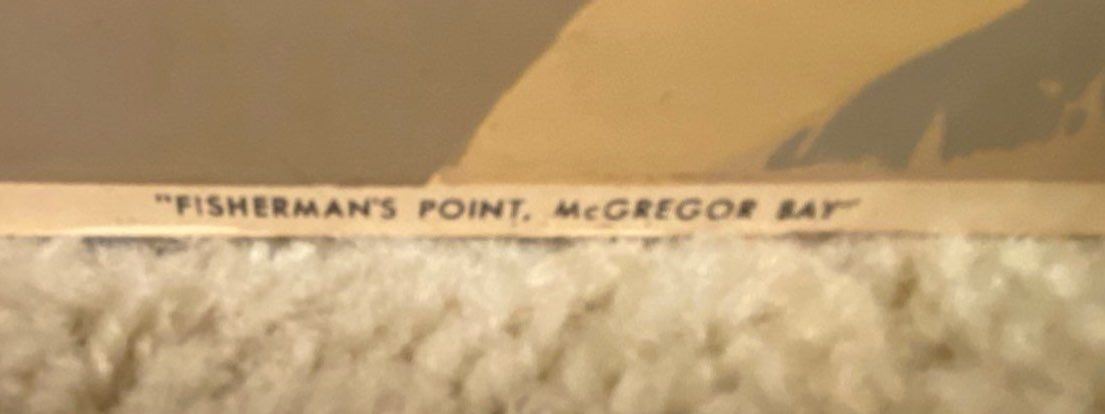 "FISHERMAN'S POINT, McGREGOR BAY"